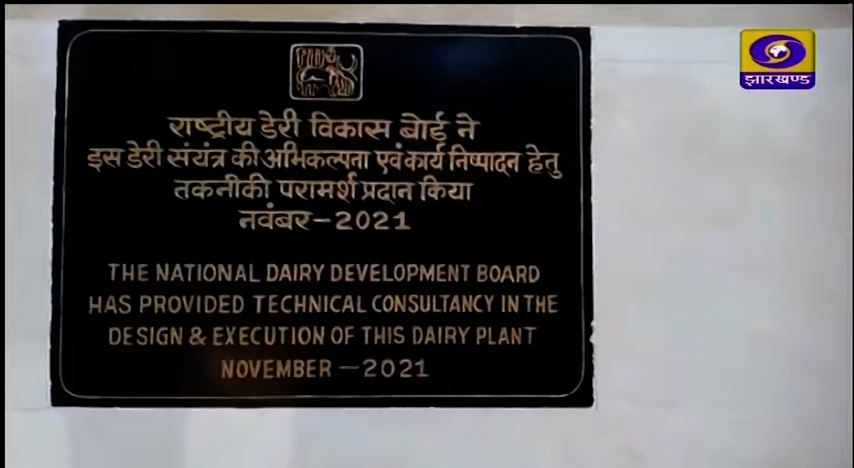 झारखण्ड
राष्ट्रीय डेरी विकास बोर्ड ने
इस डेरी संयंत्र की अभिकल्पना एवं कार्य निष्पादन हेतु
तकनीकी परामर्श प्रदान किया
नवंबर-2021
THE NATIONAL DAIRY DEVELOPMENT BOARD
HAS PROVIDED TECHNICAL CONSULTANCY IN THE
DESIGN & EXECUTION OF THIS DAIRY PLANT
NOVEMBER-2021